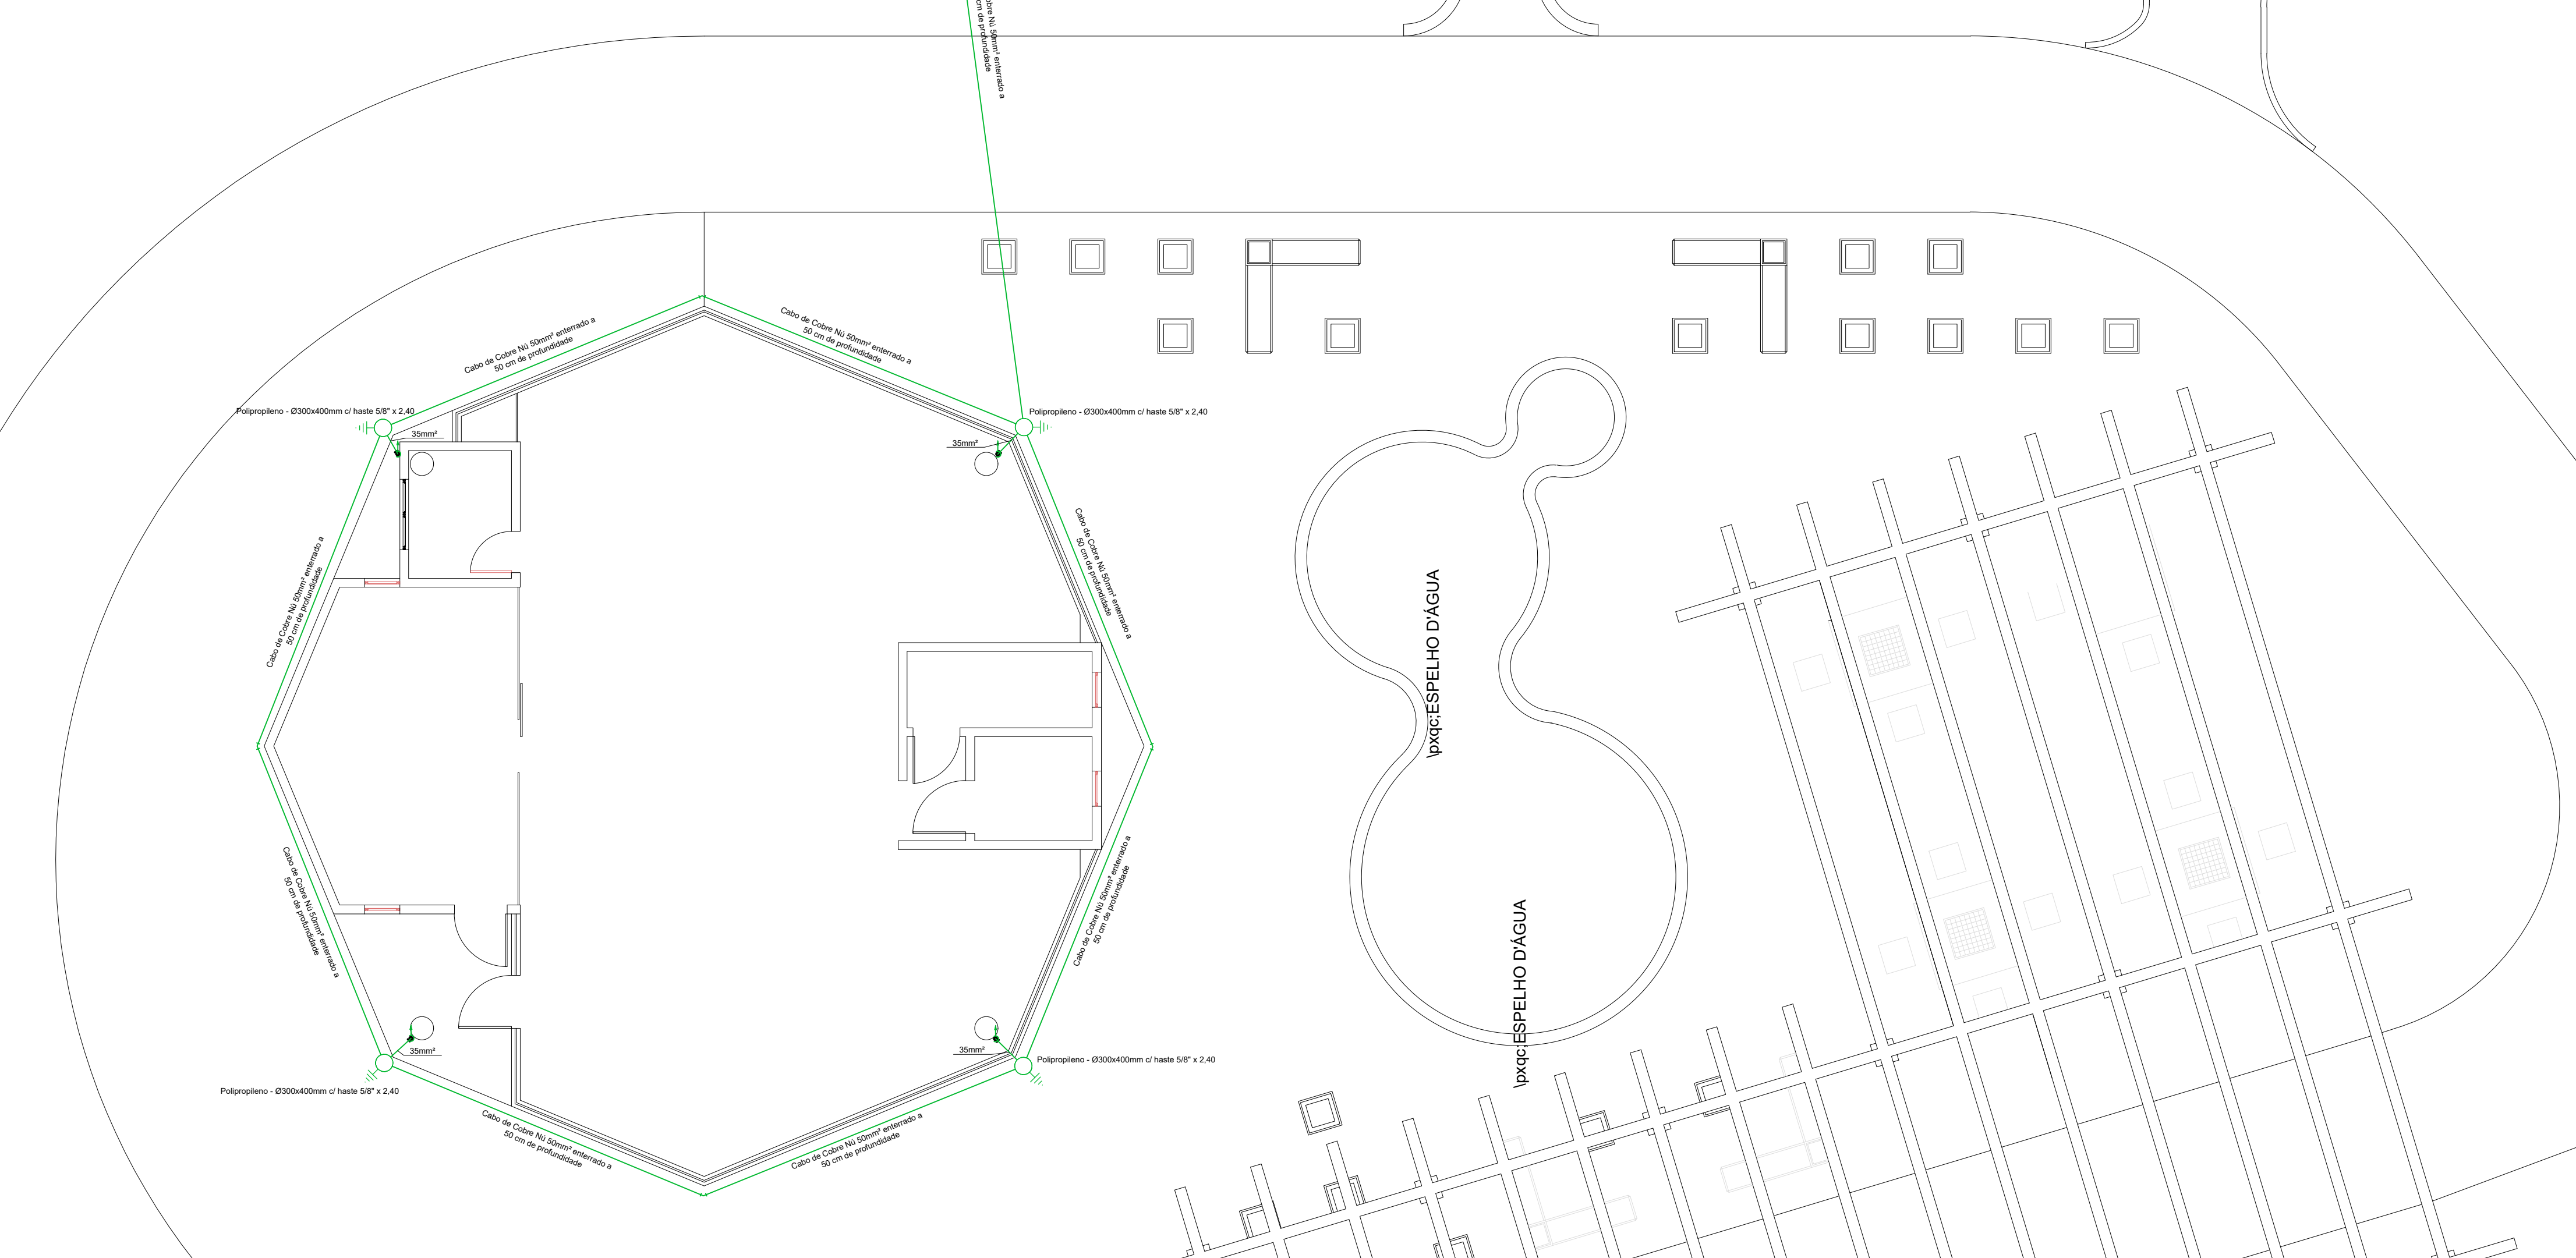 obre Nú 50mm² enterrado a
cm de profundidade
Cabo de Cobre Nú 50mm² enterrado a
50 cm de profundidade
Cabo de Cobre Nú 50mm² enterrado a
50 cm de profundidade
Polipropileno - Ø300x400mm c/ haste 5/8" x 2,40
Polipropileno - Ø300x400mm c/ haste 5/8" x 2,40
35mm²
35mm²
Cabo de Cobre Nú 50mm² enterrado a
50 cm de profundidade
Cabo de Cobre Nú 50mm² enterrado a
50 cm de profundidade
\pxqc;ESPELHO D'ÁGUA
Cabo de Cobre Nú 50mm² enterrado a
50 cm de profundidade
Cabo de Cobre Nú 50mm² enterrado a
50 cm de profundidade
\pxqc;ESPELHO D'ÁGUA
35mm²
35mm²
Polipropileno - Ø300x400mm c/ haste 5/8" x 2,40
Polipropileno - Ø300x400mm c/ haste 5/8" x 2,40
Cabo de Cobre Nú 50mm² enterrado a
50 cm de profundidade
Cabo de Cobre Nú 50mm² enterrado a
50 cm de profundidade